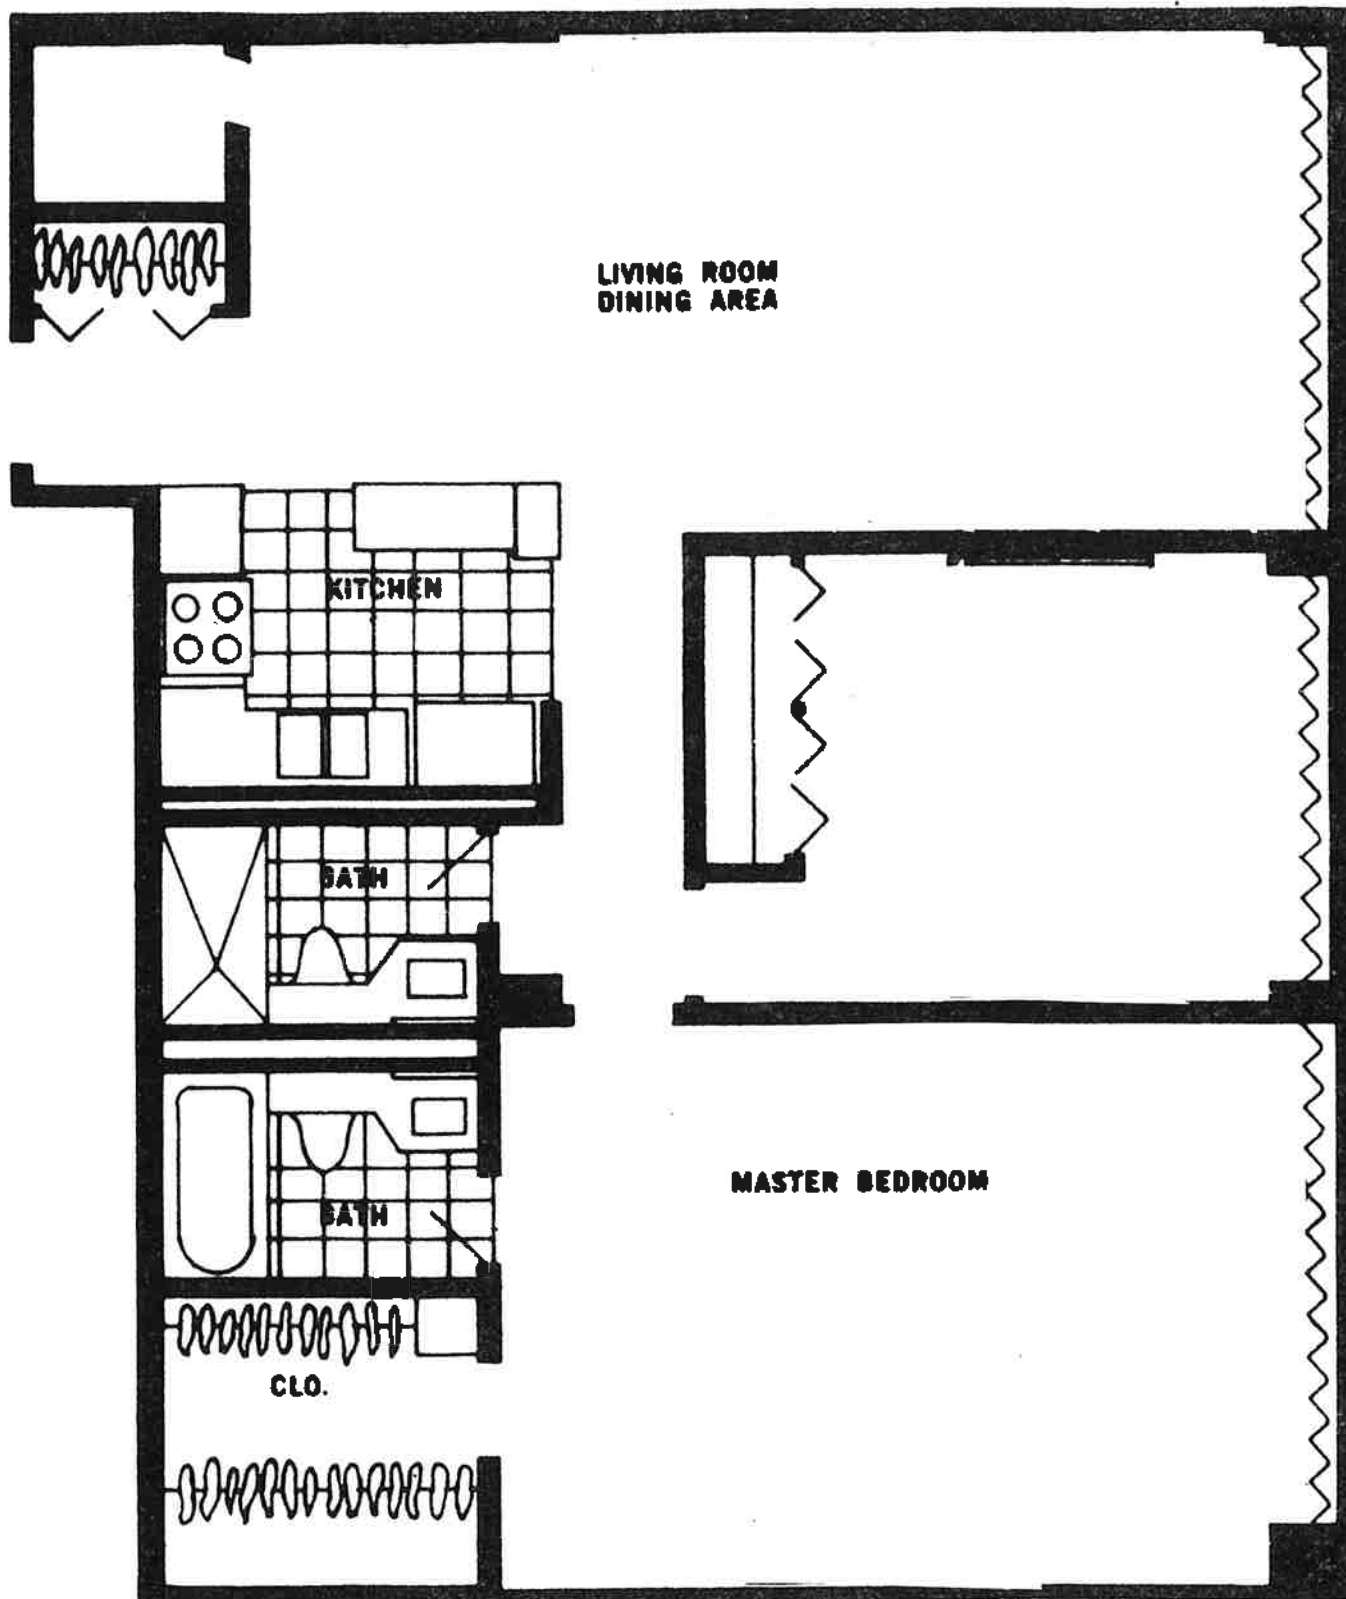 LIVING ROOM
DINING AREA
KITCHEN
BATH
MASTER BEDROOM
BATH
CLO.